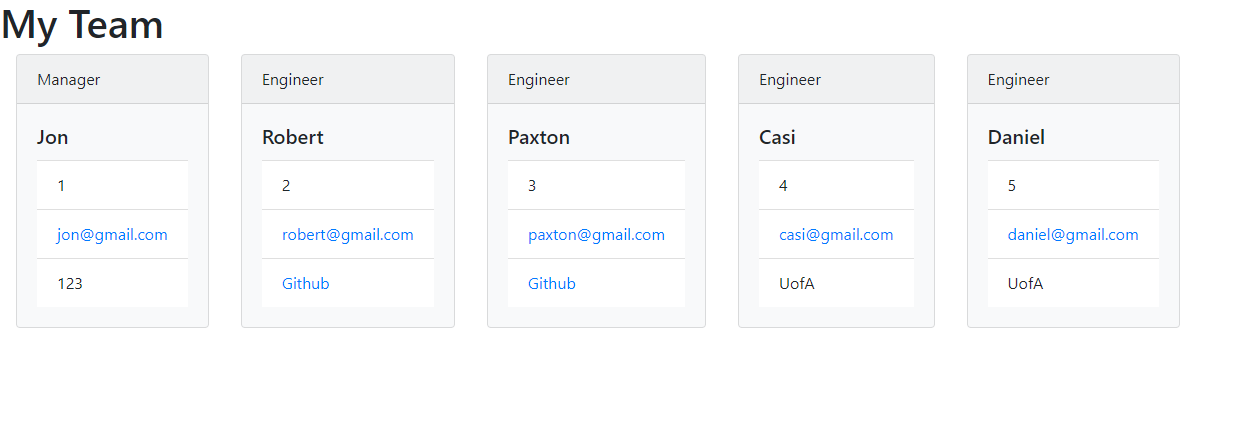 My Team
Manager
Jon
1
jon@gmail.com
123
Engineer
Robert
2
robert@gmail.com
Github
Engineer
Paxton
3
paxton@gmail.com
Github
Engineer
Casi
4
casi@gmail.com
UofA
Engineer
Daniel
5
daniel@gmail.com
UofA